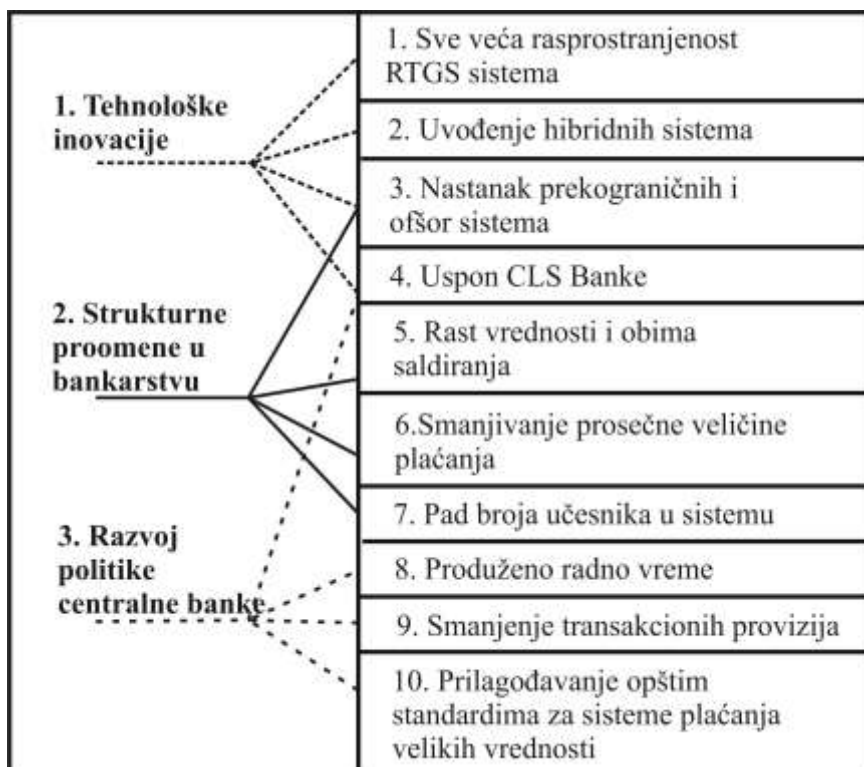 1. Tehnološke
inovacije
2. Strukturne
proomene u
bankarstvu
3. Razvoj
politike
centralne banke
1. Sve veća rasprostranjenost
RTGS sistema
2. Uvođenje hibridnih sistema
3. Nastanak prekograničnih i
ofšor sistema
4. Uspon CLS Banke
5. Rast vrednosti i obima
saldiranja
6.Smanjivanje prosečne veličine
plaćanja
7. Pad broja učesnika u sistemu
8. Produženo radno vreme
9. Smanjenje transakcionih provizija
10. Prilagođavanje opštim
standardima za sisteme plaćanja
velikih vrednosti